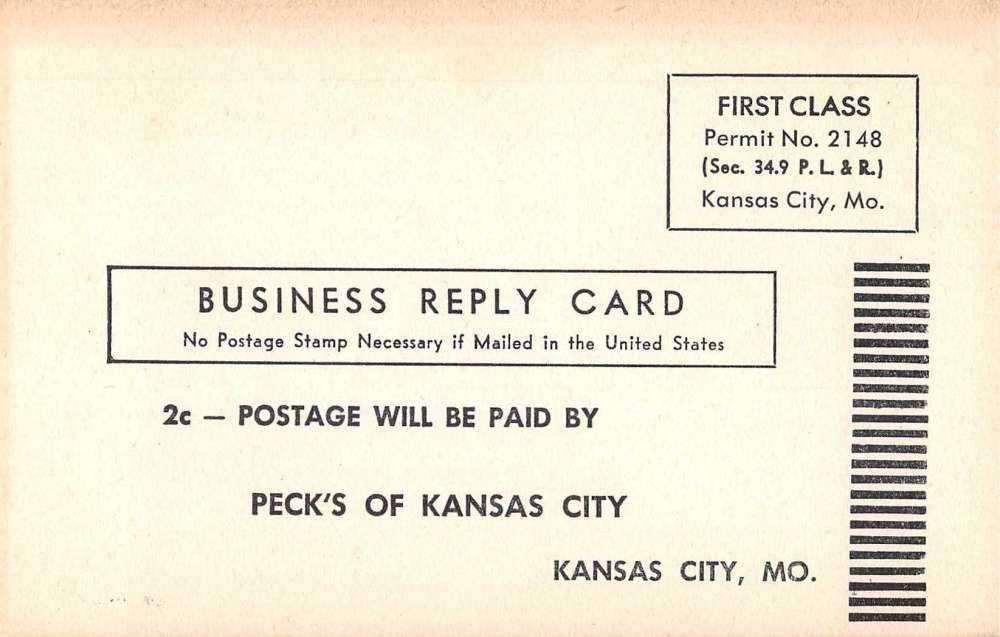 FIRST CLASS
Permit No. 2148
(Sec. 34.9 P. L. & R.)
Kansas City, Mo.
BUSINESS REPLY CARD
No Postage Stamp Necessary if Mailed in the United States
2c — POSTAGE WILL BE PAID BY
PECK'S OF KANSAS CITY
KANSAS CITY, MO.